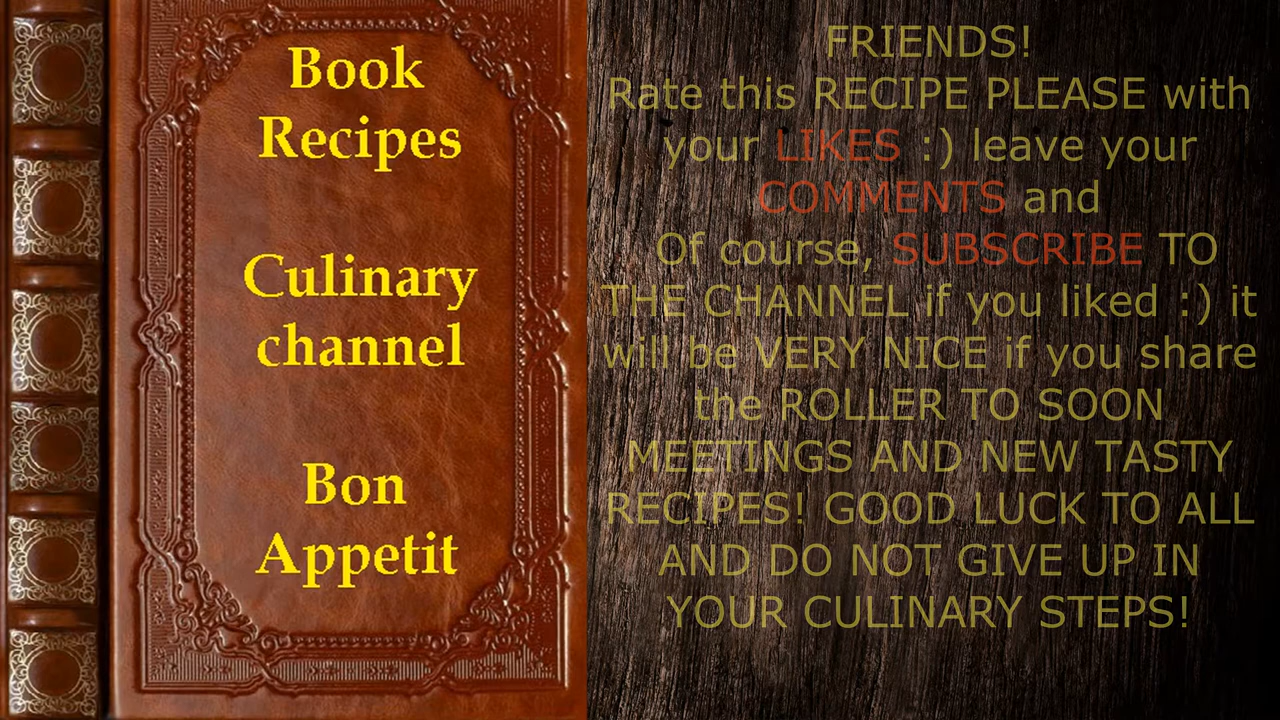 Book
Recipes
Culinary
channel
Bon
Appetit
FRIENDS!
Rate this RECIPE PLEASE with
your LIKES :) leave your
COMMENTS and
Of course, SUBSCRIBE TO
THE CHANNEL if you liked :) it
will be VERY NICE if you share
the ROLLER TO SOON
MEETINGS AND NEW TASTY
RECIPES! GOOD LUCK TO ALL
AND DO NOT GIVE UP IN
YOUR CULINARY STEPS!